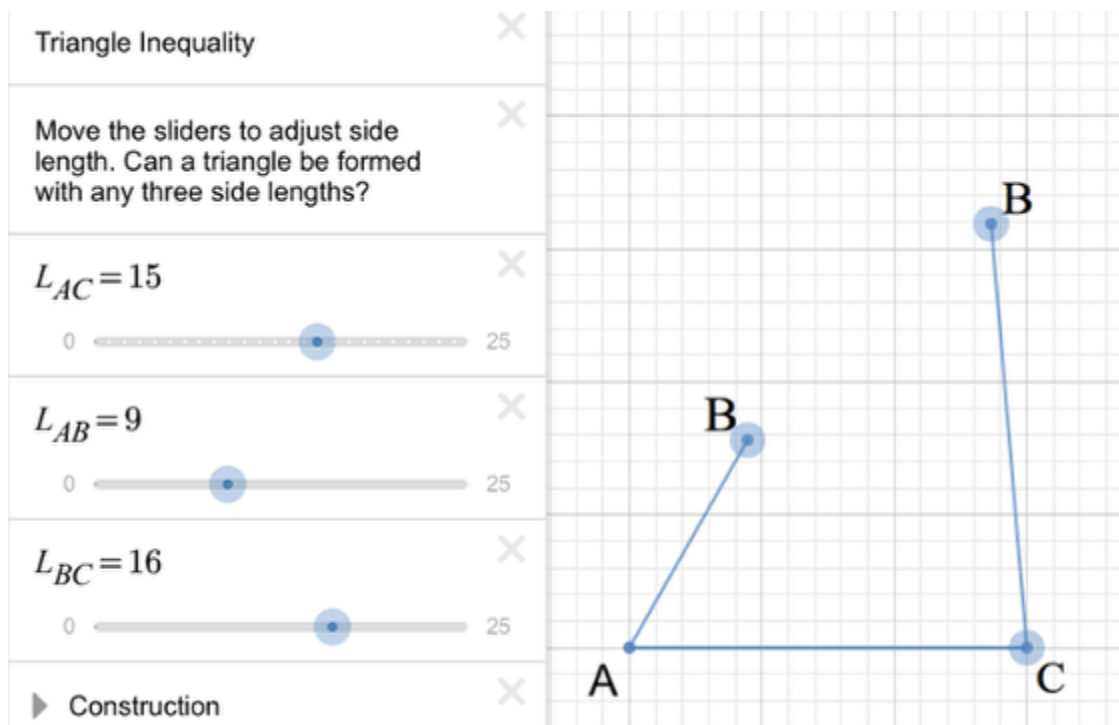 Triangle Inequality
Move the sliders to adjust side
length. Can a triangle be formed
with any three side lengths?
L_AC=15
0 25
L_AB=9
0 25
L_BC=16
0 25
Construction
B
B
A
C